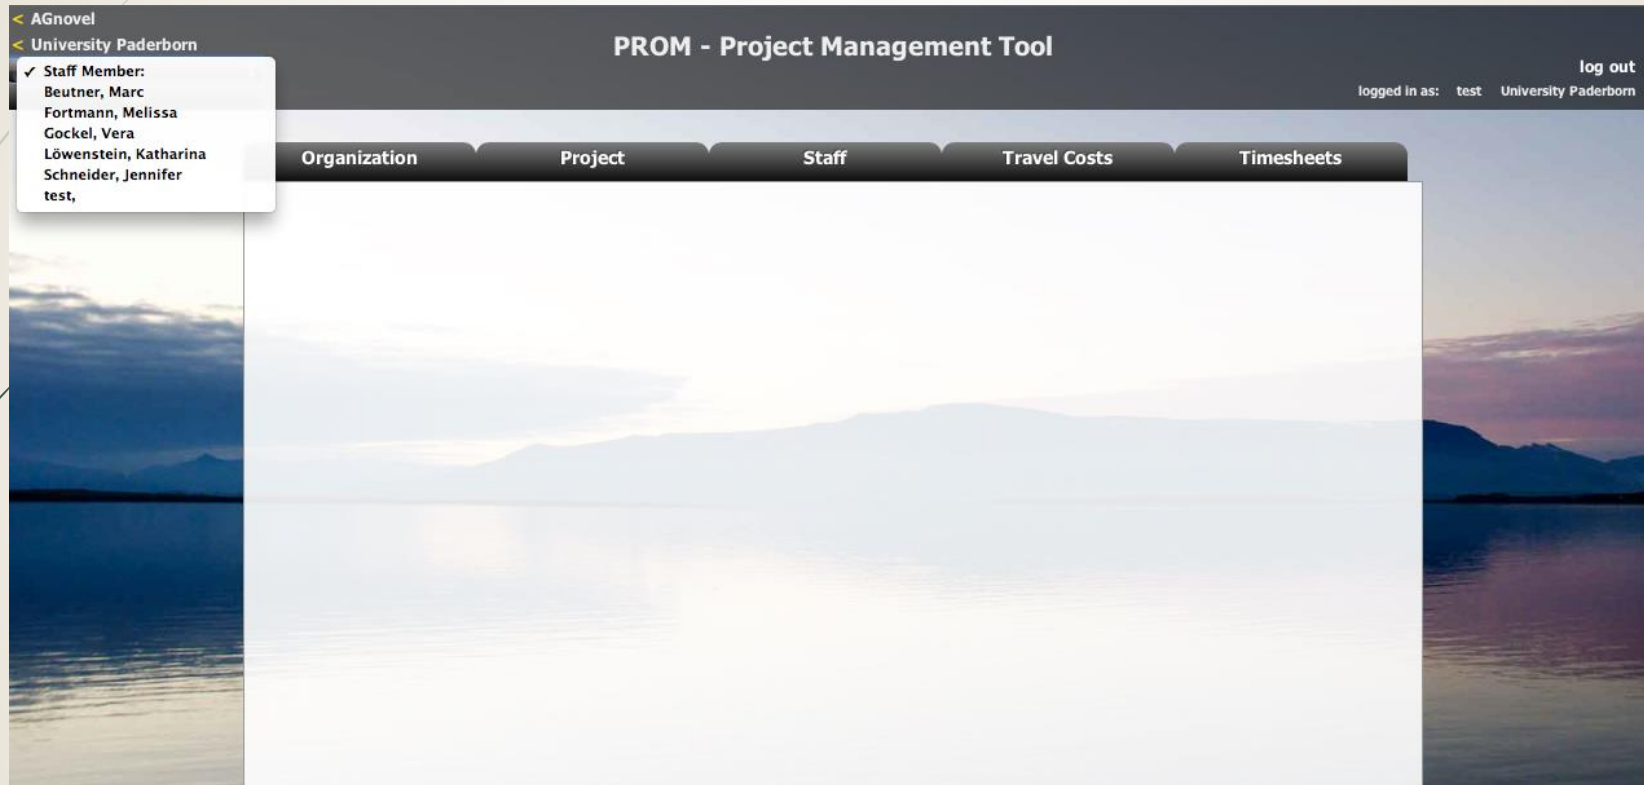 < AGnovel
< University Paderborn
✓ Staff Member:
Beutner, Marc
Fortmann, Melissa
Gockel, Vera
Löwenstein, Katharina
Schneider, Jennifer
test,
PROM - Project Management Tool
log out
logged in as: test University Paderborn
Organization Project Staff Travel Costs Timesheets